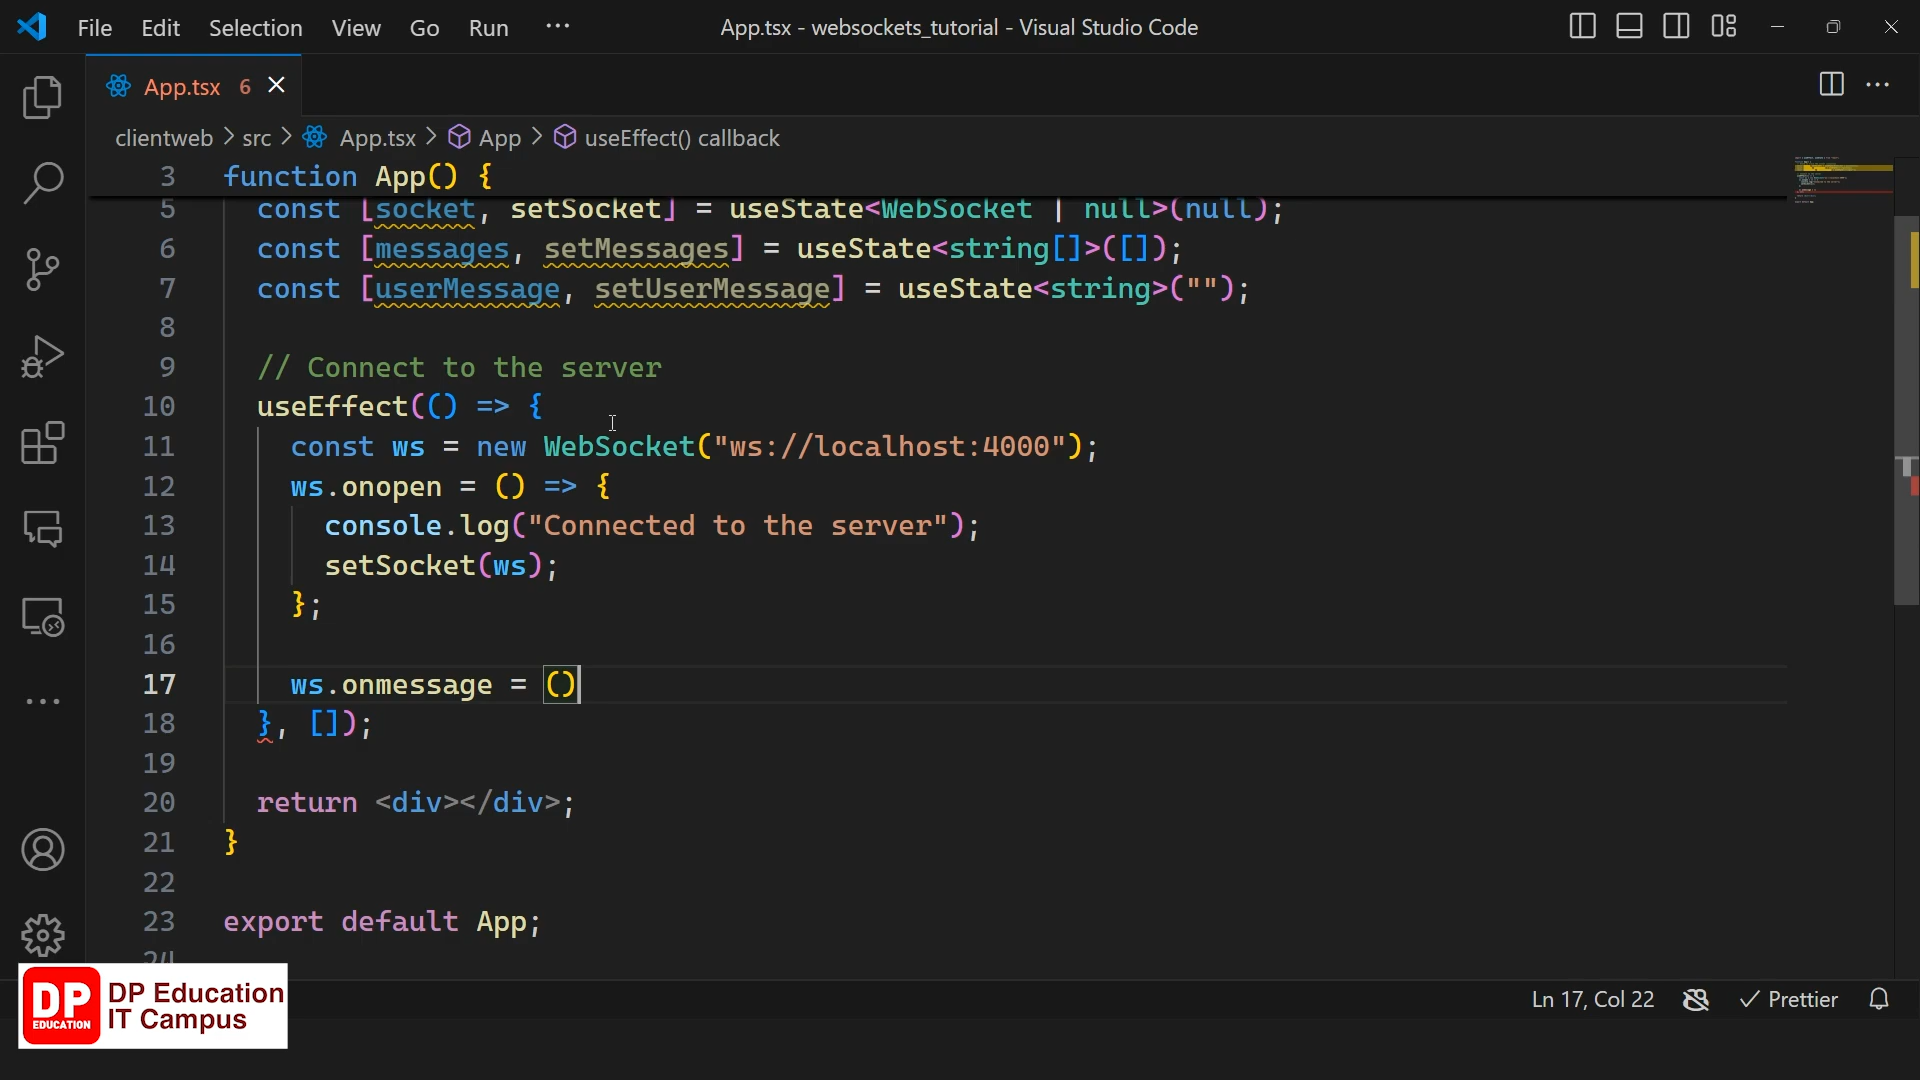 File Edit Selection View Go Run ··· App.tsx - websockets_tutorial - Visual Studio Code
App.tsx 6
clientweb > src > App.tsx > App > useEffect() callback
3 function App() {
5 const [socket, setSocket] = useState<WebSocket | null>(null);
6 const [messages, setMessages] = useState<string[]>([]);
7 const [userMessage, setUserMessage] = useState<string>("");
8
9 // Connect to the server
10 useEffect(() => {
11 const ws = new WebSocket("ws://localhost:4000");
12 ws.onopen = () => {
13 console.log("Connected to the server");
14 setSocket(ws);
15 };
16
17 ws.onmessage = ()
18 }, []);
19
20 return <div></div>;
21 }
22
23 export default App;
24
DP EDUCATION
DP Education
IT Campus
Ln 17, Col 22 Prettier